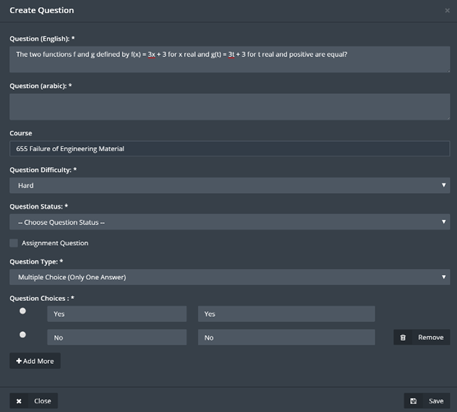 Create Question
×
Question (English): *
The two functions f and g defined by f(x) = 3x + 3 for x real and g(t) = 3t + 3 for t real and positive are equal?
Question (arabic): *
Course
655 Failure of Engineering Material
Question Difficulty: *
Hard
Question Status: *
-- Choose Question Status --
Assignment Question
Question Type: *
Multiple Choice (Only One Answer)
Question Choices : *
Yes Yes
No No Remove
+ Add More
× Close Save